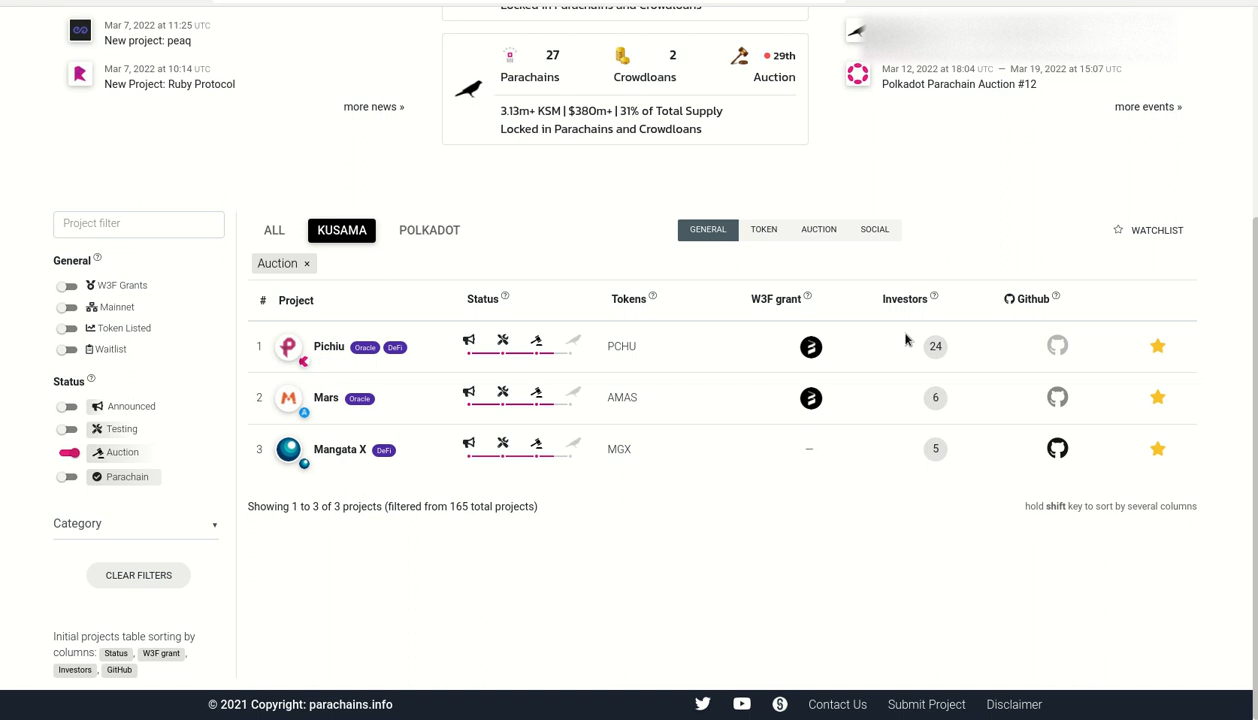 Locked in Parachains and Crowdloans
Mar 7, 2022 at 11:25 UTC
New project: peaq
Mar 7, 2022 at 10:14 UTC
New Project: Ruby Protocol
more news »
27
Parachains
2
Crowdloans
29th
Auction
3.13m+ KSM | $380m+ | 31% of Total Supply
Locked in Parachains and Crowdloans
Mar 12, 2022 at 18:04 UTC — Mar 19, 2022 at 15:07 UTC
Polkadot Parachain Auction #12
more events »
Project filter
General
W3F Grants
Mainnet
Token Listed
Waitlist
Status
Announced
Testing
Auction
Parachain
Category
CLEAR FILTERS
Initial projects table sorting by
columns: Status, W3F grant,
Investors, GitHub
ALL KUSAMA POLKADOT
GENERAL TOKEN AUCTION SOCIAL
WATCHLIST
Auction ×
# Project Status Tokens W3F grant Investors Github
1 Pichiu Oracle DeFi PCHU 24
2 Mars Oracle AMAS 6
3 Mangata X DeFi MGX — 5
Showing 1 to 3 of 3 projects (filtered from 165 total projects)
hold shift key to sort by several columns
© 2021 Copyright: parachains.info
Contact Us Submit Project Disclaimer